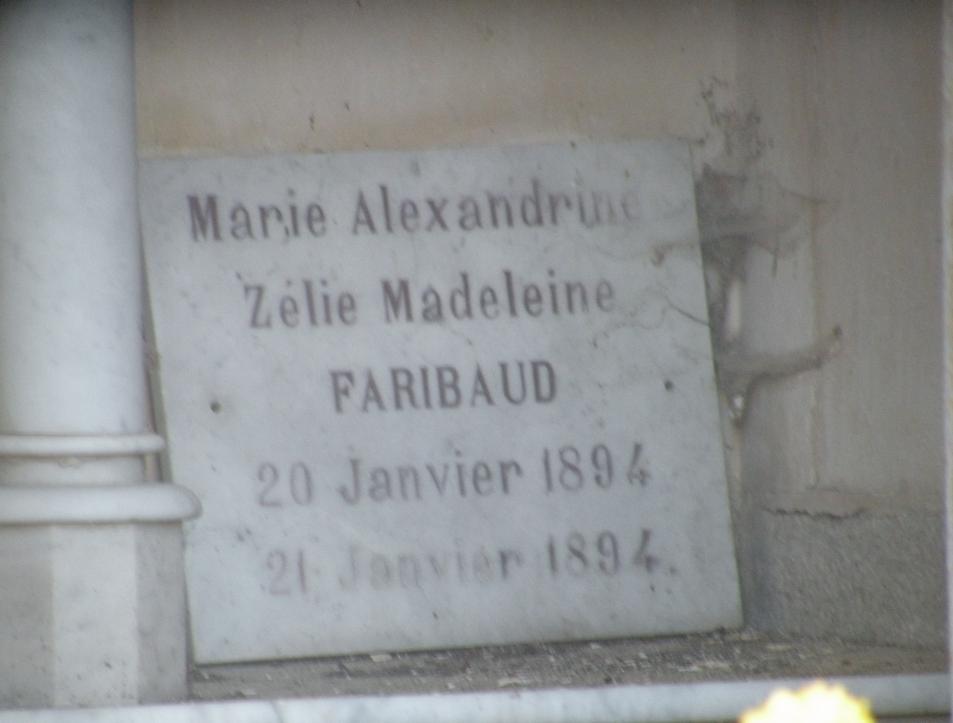 Marie Alexandrine
Zélie Madeleine
FARIBAUD
20 Janvier 1894
21 Janvier 1894.